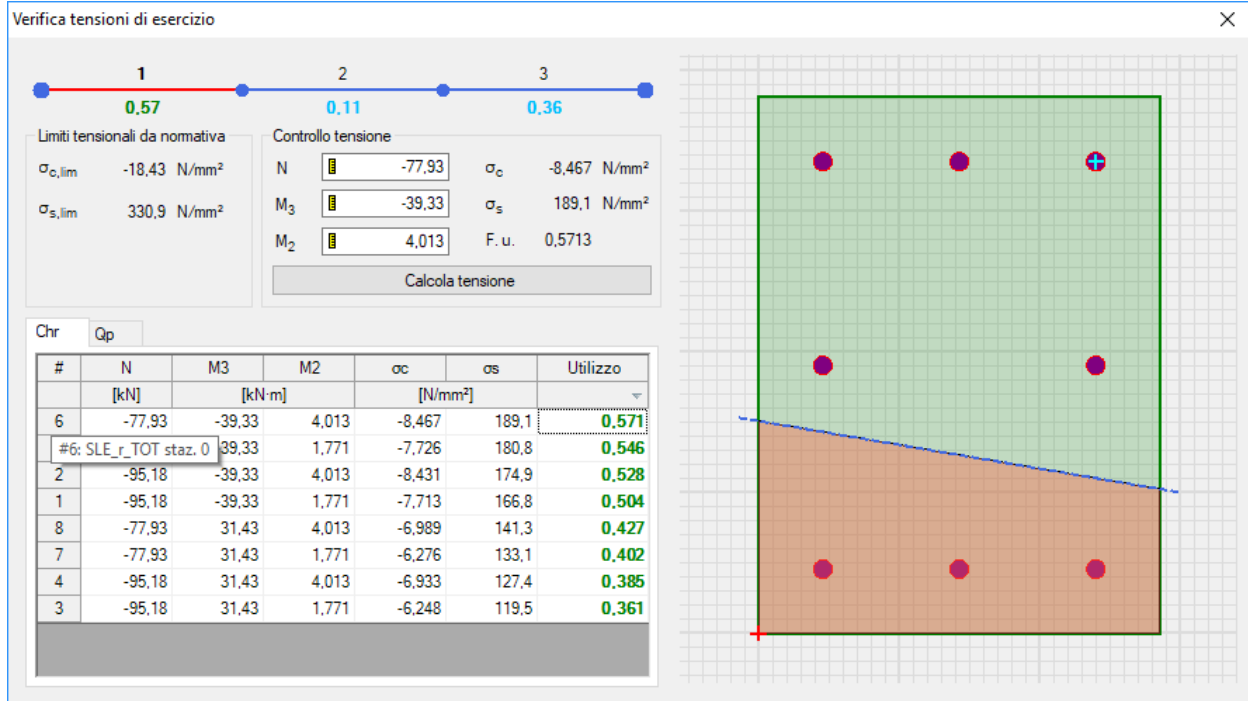 Verifica tensioni di esercizio
1 2 3
0,57 0,11 0,36
Limiti tensionali da normativa
σc,lim -18,43 N/mm²
σs,lim 330,9 N/mm²
Controllo tensione
N -77,93 σc -8,467 N/mm²
M3 -39,33 σs 189,1 N/mm²
M2 4,013 F. u. 0,5713
Calcola tensione
Chr Qp
# N M3 M2 σc σs Utilizzo
[kN] [kN·m] [N/mm²]
6 -77,93 -39,33 4,013 -8,467 189,1 0,571
#6: SLE_r_TOT staz. 0 39,33 1,771 -7,726 180,8 0,546
2 -95,18 -39,33 4,013 -8,431 174,9 0,528
1 -95,18 -39,33 1,771 -7,713 166,8 0,504
8 -77,93 31,43 4,013 -6,989 141,3 0,427
7 -77,93 31,43 1,771 -6,276 133,1 0,402
4 -95,18 31,43 4,013 -6,933 127,4 0,385
3 -95,18 31,43 1,771 -6,248 119,5 0,361